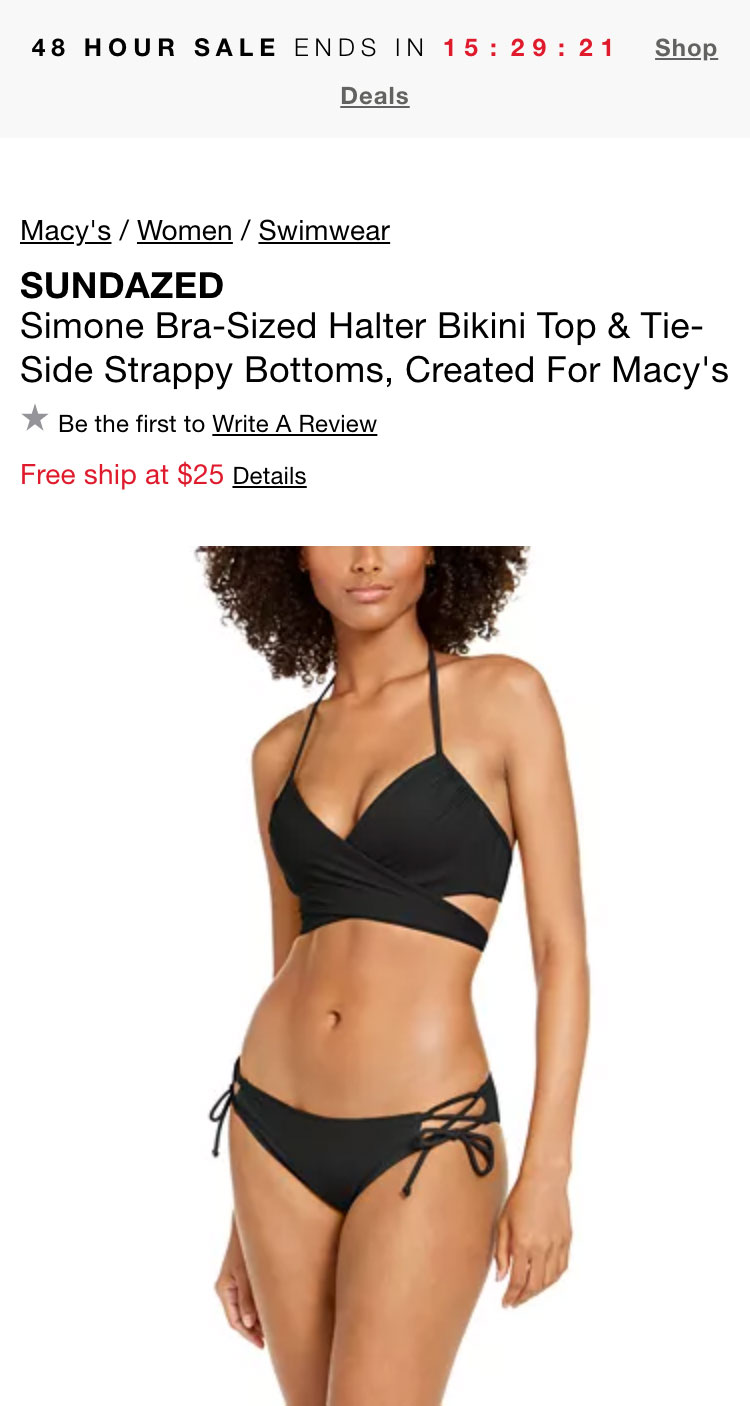 48 HOUR SALE ENDS IN 15 : 29 : 21 Shop
Deals
Macy's / Women / Swimwear
SUNDAZED
Simone Bra-Sized Halter Bikini Top & Tie-
Side Strappy Bottoms, Created For Macy's
Be the first to Write A Review
Free ship at $25 Details